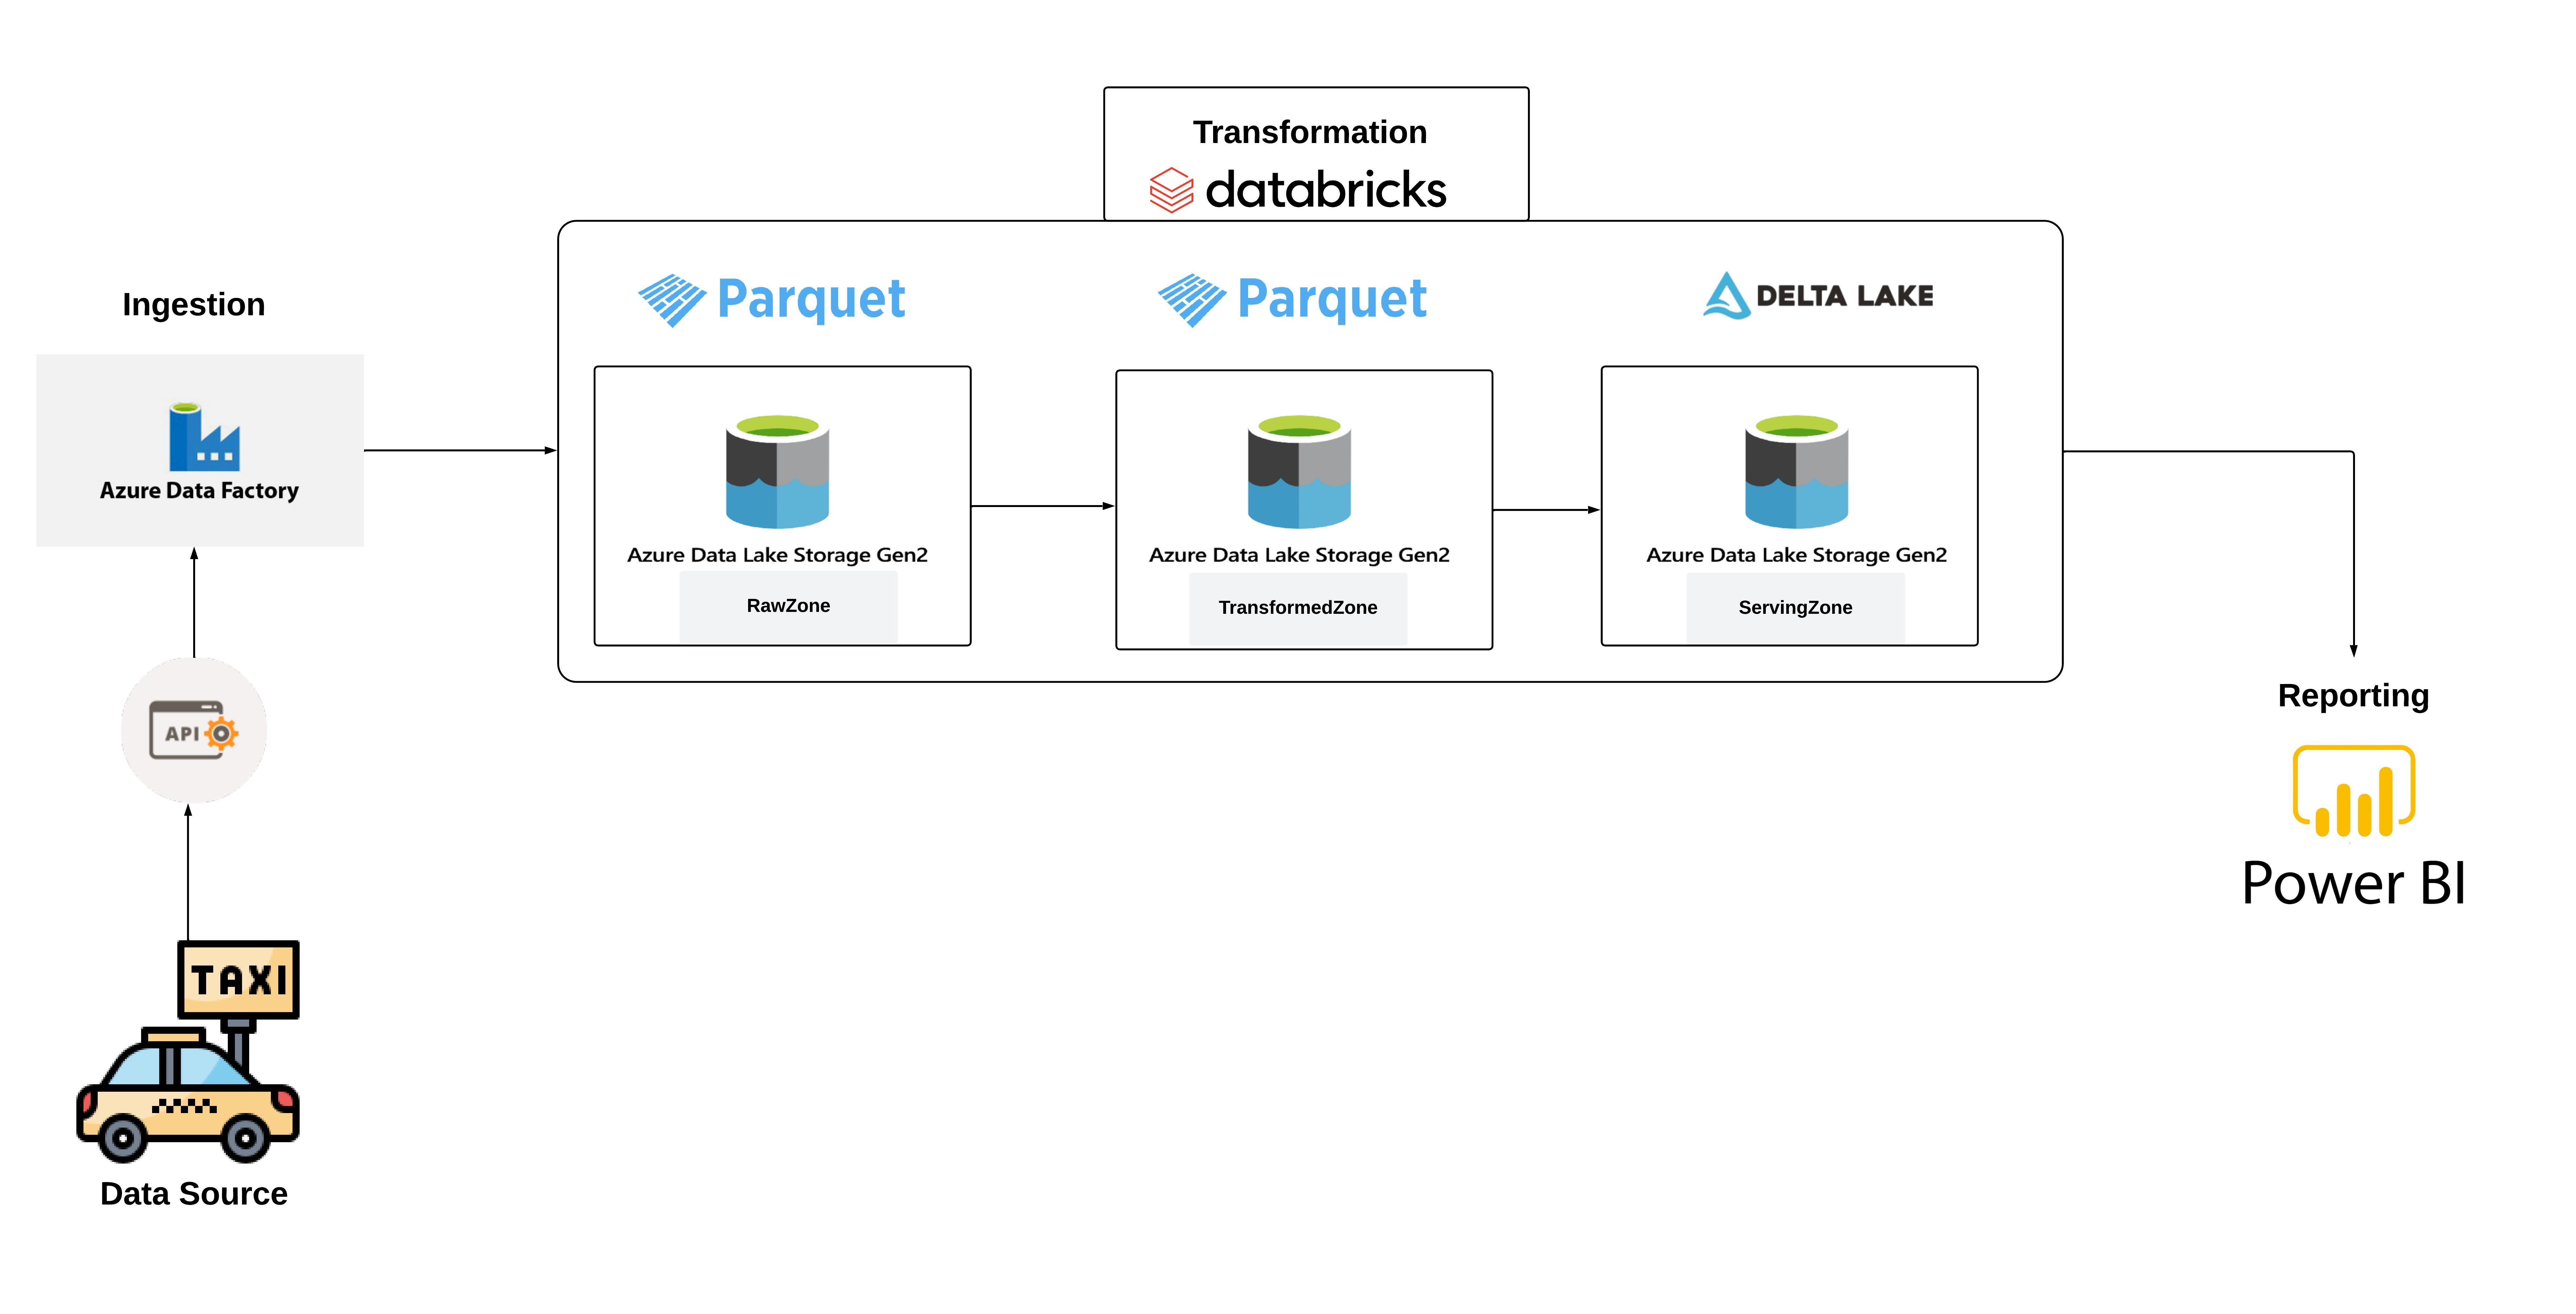 Transformation
databricks
Ingestion
Parquet
Parquet
DELTA LAKE
Azure Data Factory
Azure Data Lake Storage Gen2
RawZone
Azure Data Lake Storage Gen2
TransformedZone
Azure Data Lake Storage Gen2
ServingZone
API
Reporting
Power BI
TAXI
Data Source